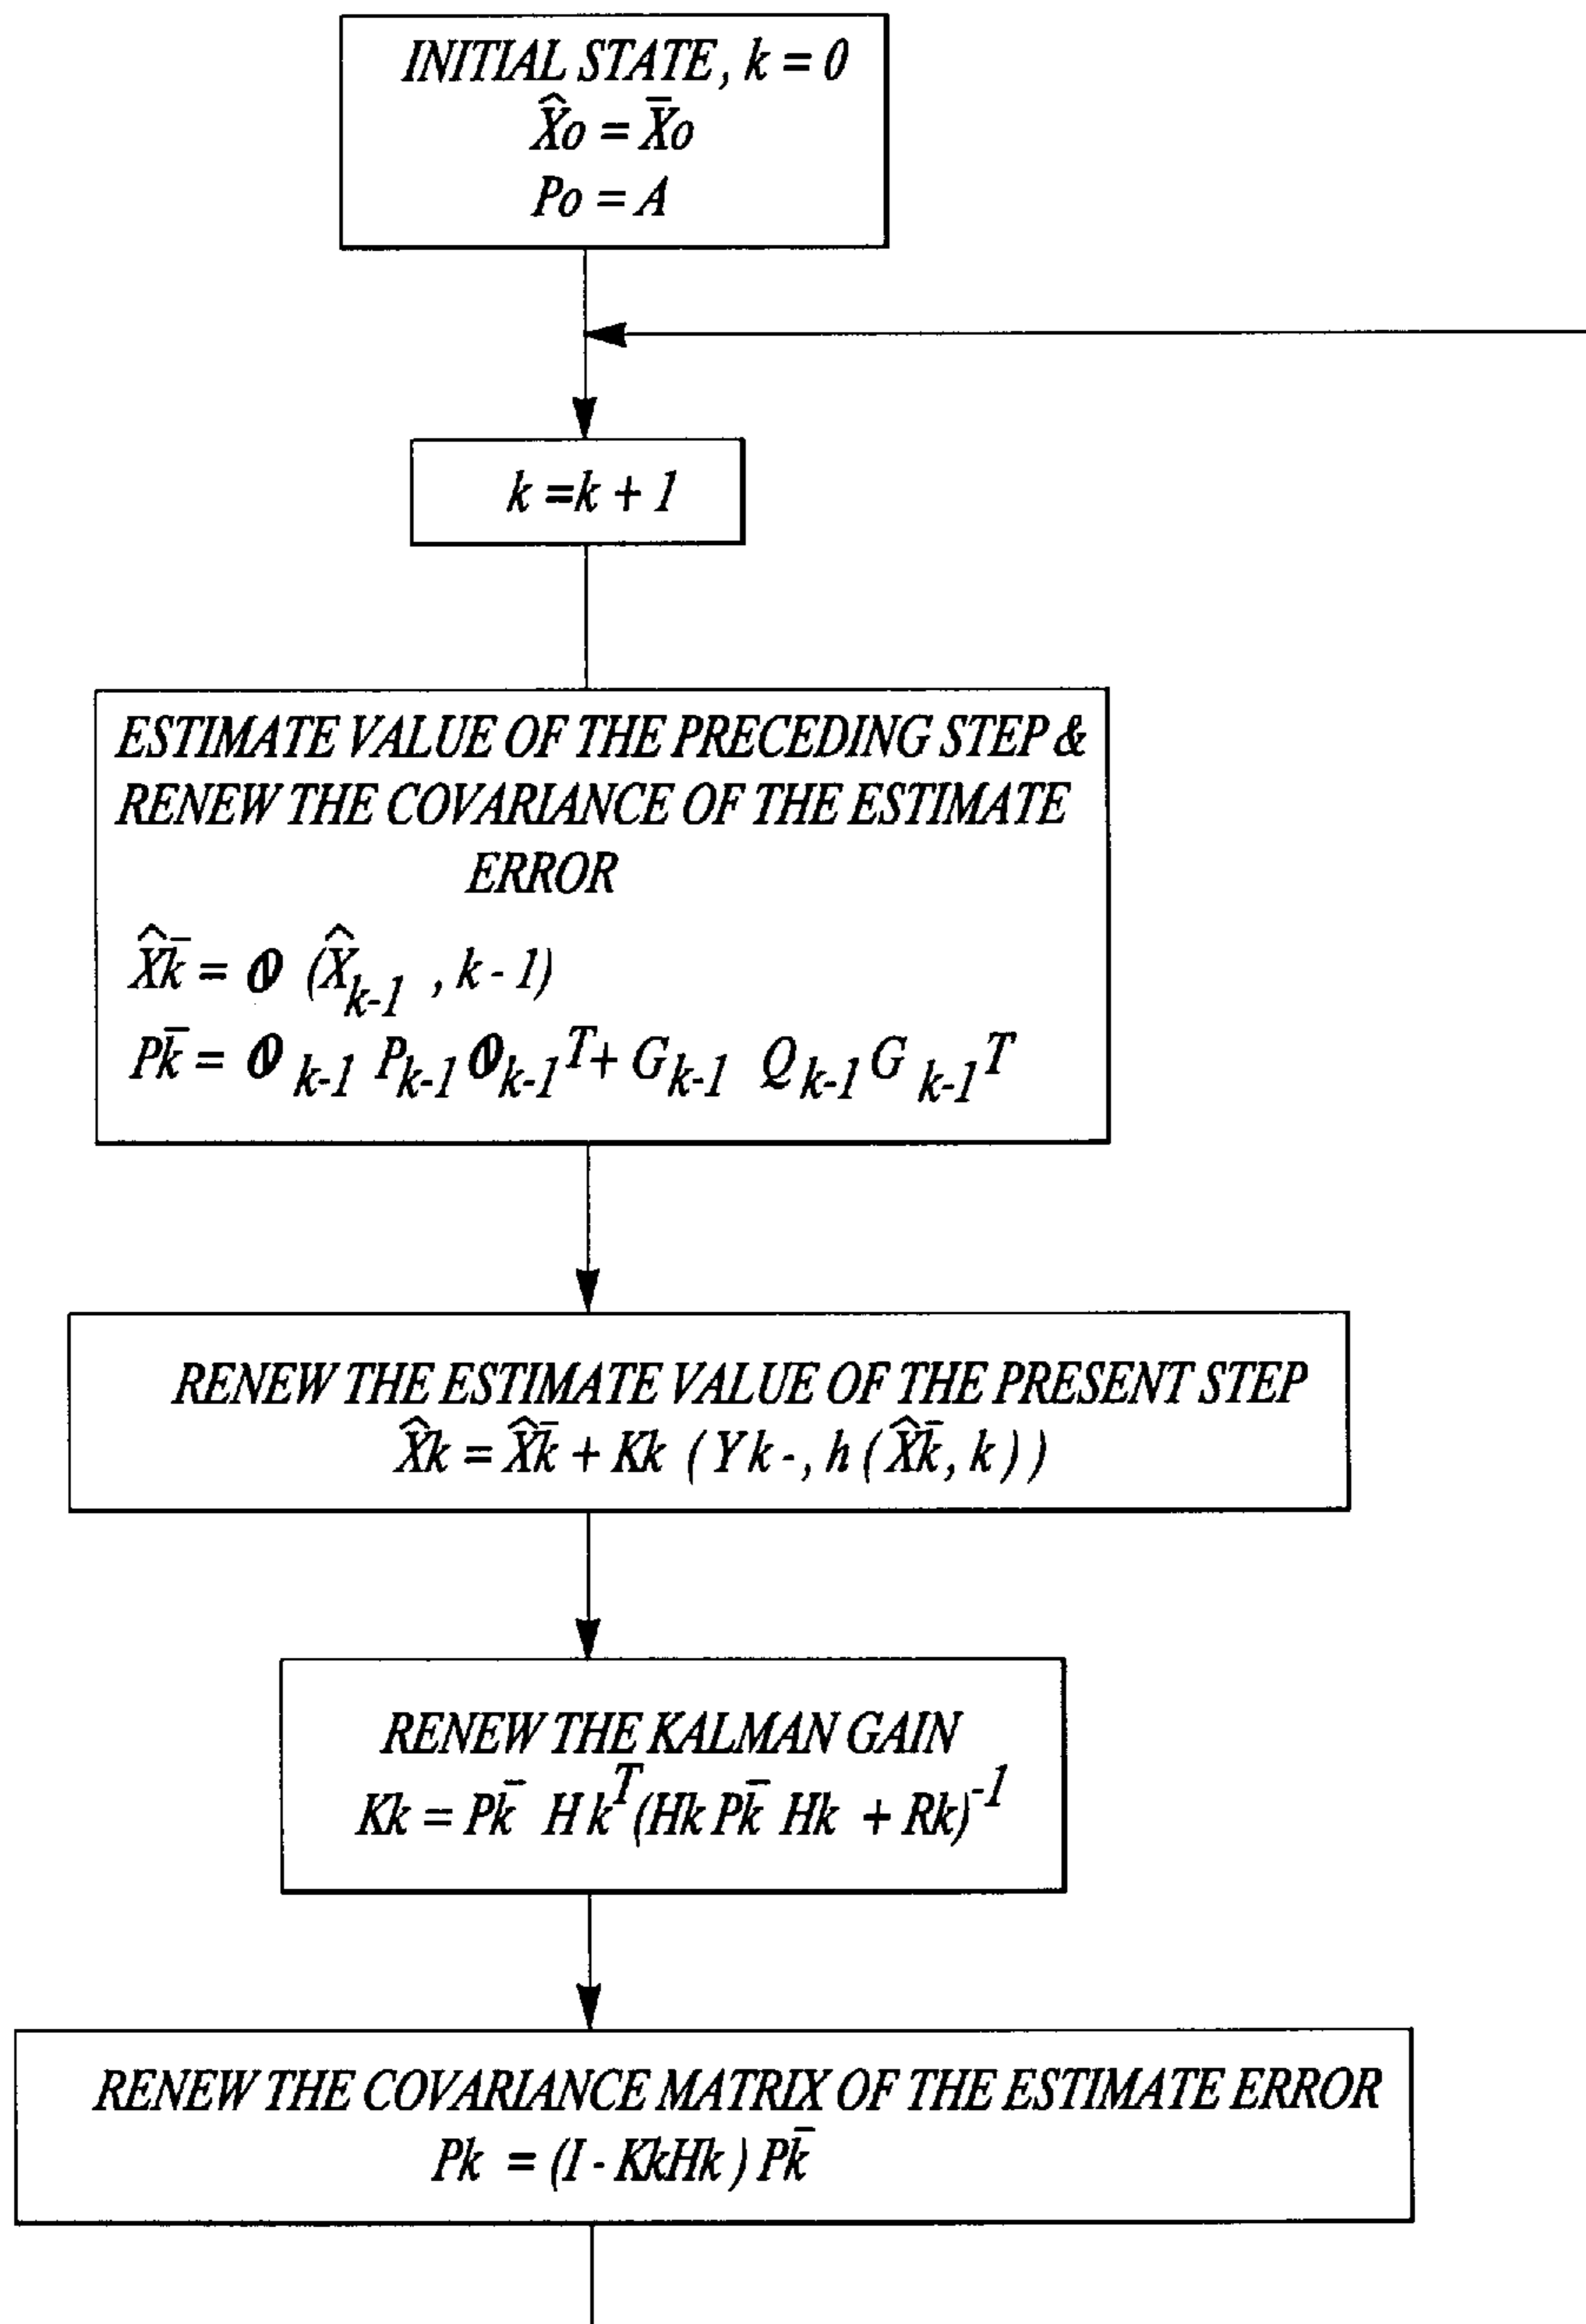 INITIAL STATE, k = 0
X̂o = X̄o
Po = A
k =k + 1
ESTIMATE VALUE OF THE PRECEDING STEP &
RENEW THE COVARIANCE OF THE ESTIMATE
ERROR
X̂k̄ = Φ (X̂k-1 , k - 1)
Pk̄ = Φ k-1 Pk-1 Φk-1 T + Gk-1 Qk-1 G k-1 T
RENEW THE ESTIMATE VALUE OF THE PRESENT STEP
X̂k = X̂k̄ + Kk ( Y k - , h ( X̂k̄, k ) )
RENEW THE KALMAN GAIN
Kk = Pk̄ H k^T (Hk Pk̄ Hk + Rk)^-1
RENEW THE COVARIANCE MATRIX OF THE ESTIMATE ERROR
Pk = (I - KkHk ) Pk̄